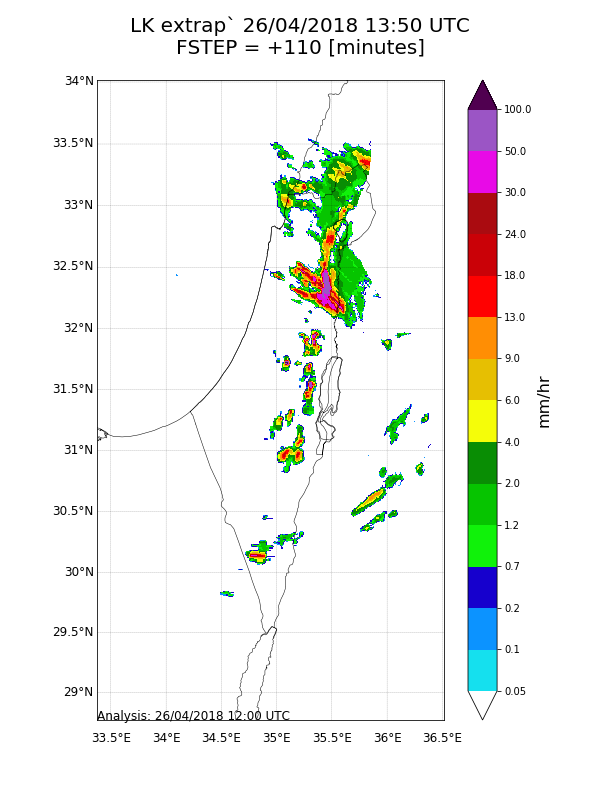 LK extrap` 26/04/2018 13:50 UTC
FSTEP = +110 [minutes]
34°N
33.5°N
33°N
32.5°N
32°N
31.5°N
31°N
30.5°N
30°N
29.5°N
29°N
Analysis: 26/04/2018 12:00 UTC
33.5°E 34°E 34.5°E 35°E 35.5°E 36°E 36.5°E
100.0
50.0
30.0
24.0
18.0
13.0
9.0
6.0
4.0
2.0
1.2
0.7
0.2
0.1
0.05
mm/hr